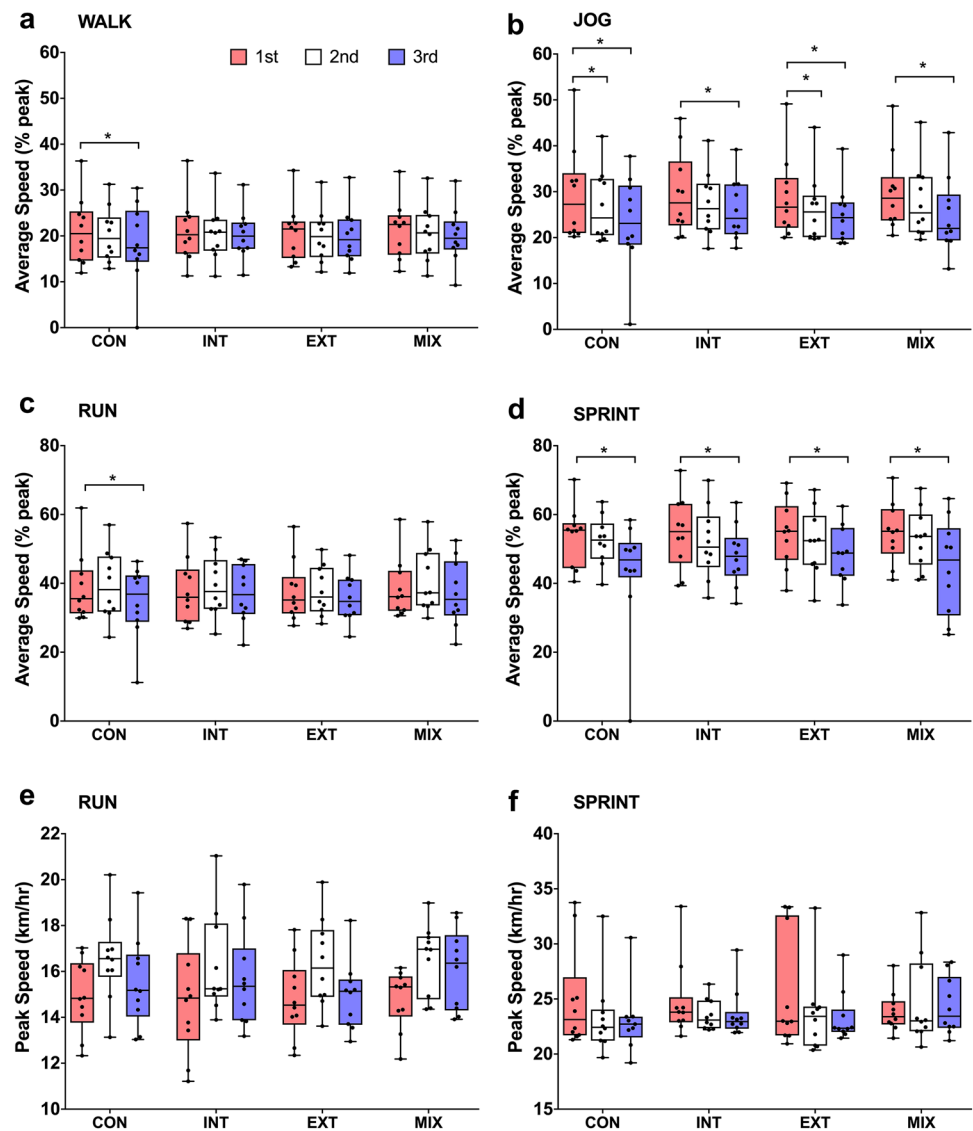 a WALK
1st 2nd 3rd
Average Speed (% peak)
60
50
40
30
20
10
0
*
CON INT EXT MIX
b JOG
Average Speed (% peak)
60
50
40
30
20
10
0
* * * * * *
CON INT EXT MIX
c RUN
Average Speed (% peak)
80
60
40
20
0
*
CON INT EXT MIX
d SPRINT
Average Speed (% peak)
80
60
40
20
0
* * * *
CON INT EXT MIX
e RUN
Peak Speed (km/hr)
22
20
18
16
14
12
10
CON INT EXT MIX
f SPRINT
Peak Speed (km/hr)
40
35
30
25
20
15
CON INT EXT MIX